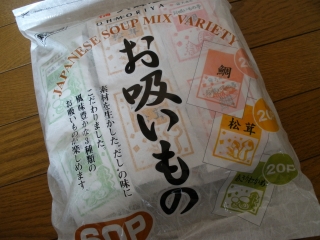 JAPANESE SOUP MIX VARIETY
お吸いもの
素材を生かした、だしの味に
こだわりました。
風味豊かな3種類の
お吸いものが楽しめます
鯛
松茸
20P
60P